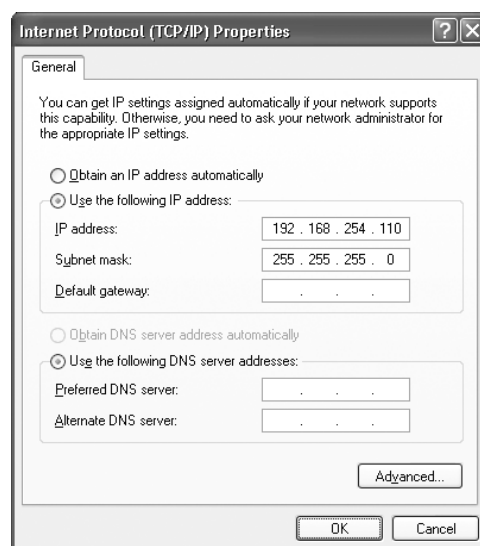 Internet Protocol (TCP/IP) Properties
General
You can get IP settings assigned automatically if your network supports
this capability. Otherwise, you need to ask your network administrator for
the appropriate IP settings.
Obtain an IP address automatically
Use the following IP address:
IP address: 192 . 168 . 254 . 110
Subnet mask: 255 . 255 . 255 . 0
Default gateway: . . .
Obtain DNS server address automatically
Use the following DNS server addresses:
Preferred DNS server: . . .
Alternate DNS server: . . .
Advanced...
OK Cancel